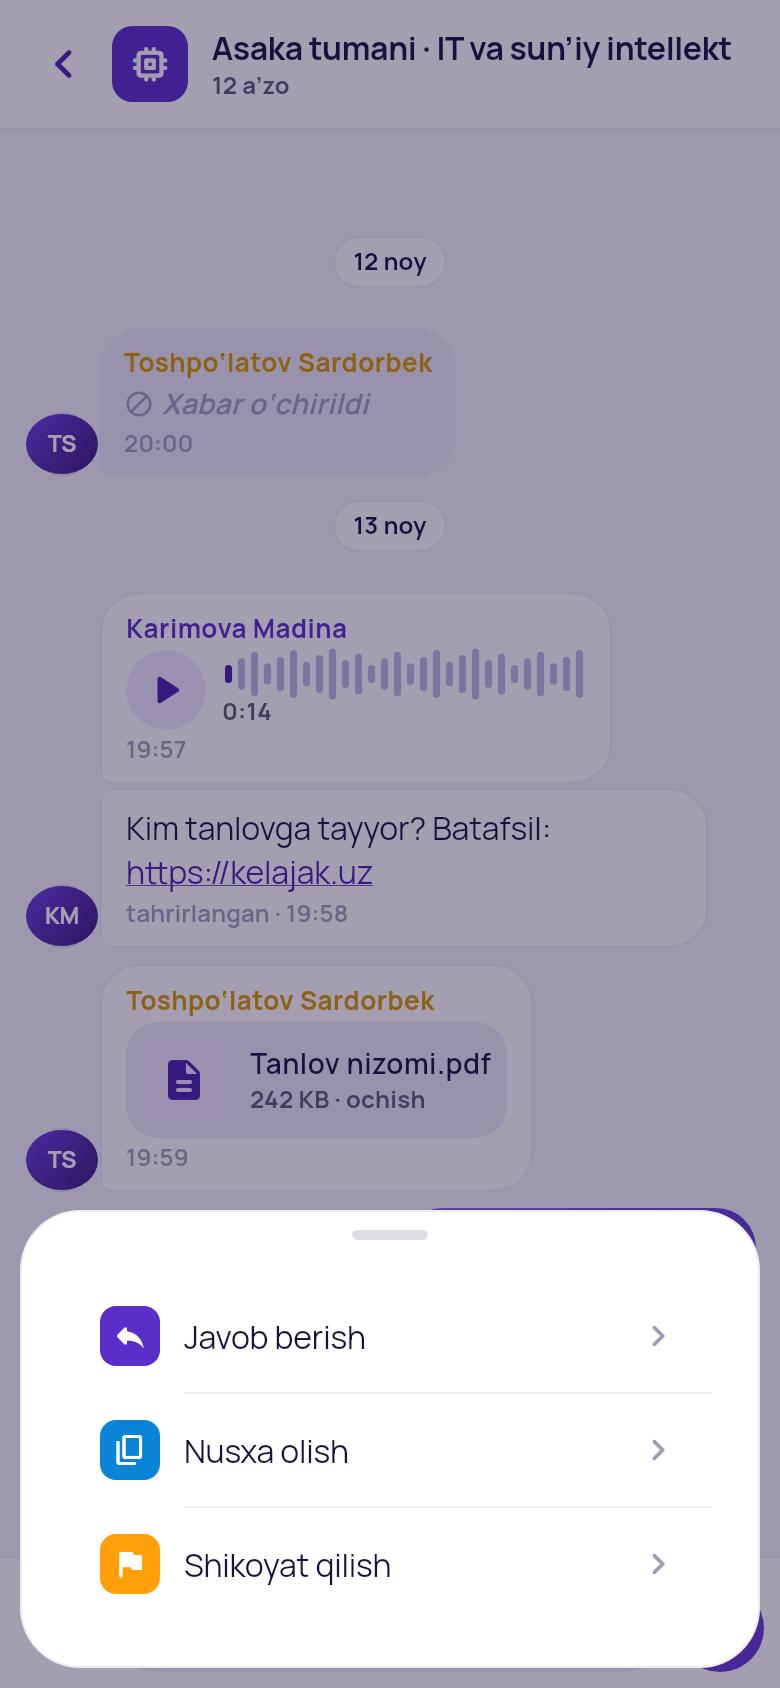 Asaka tumani · IT va sun’iy intellekt
12 a’zo
12 noy
Toshpo‘latov Sardorbek
Xabar o‘chirildi
20:00
TS
13 noy
Karimova Madina
0:14
19:57
Kim tanlovga tayyor? Batafsil:
https://kelajak.uz
tahrirlangan · 19:58
KM
Toshpo‘latov Sardorbek
Tanlov nizomi.pdf
242 KB · ochish
19:59
TS
Javob berish
Nusxa olish
Shikoyat qilish